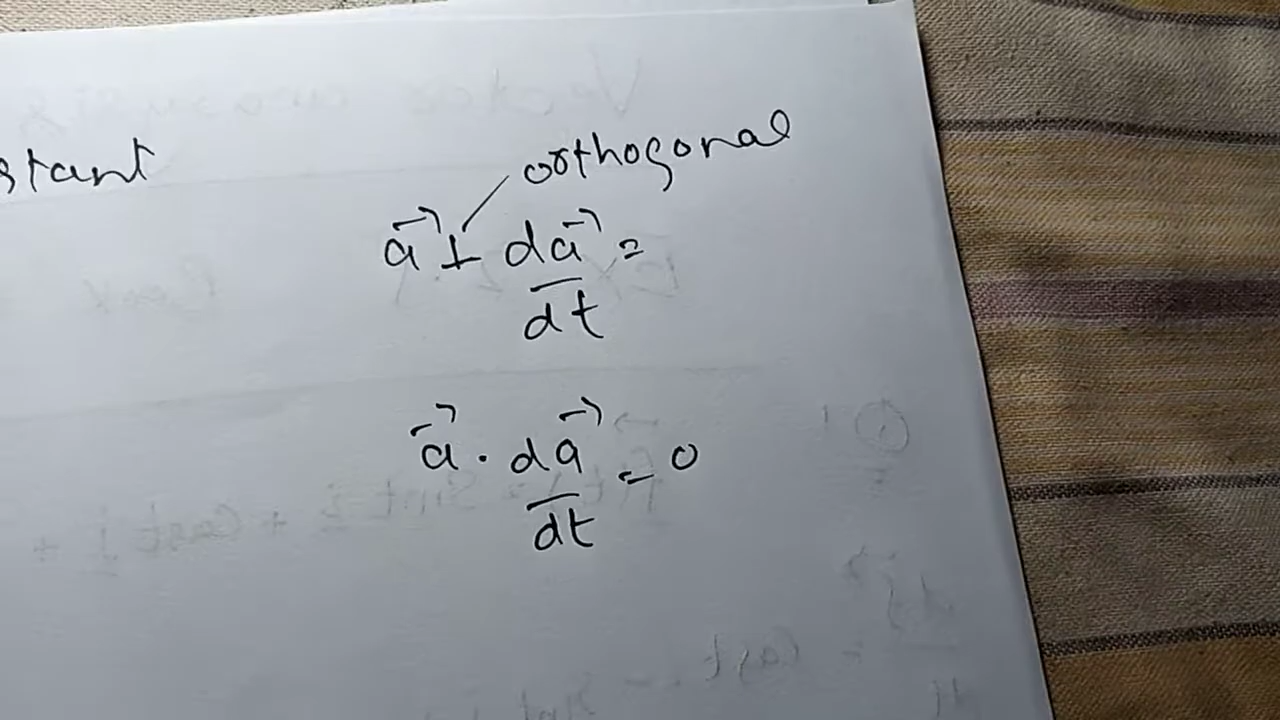 stant
orthogonal
a⃗ ⊥ da⃗/dt =
a⃗ · da⃗/dt = 0